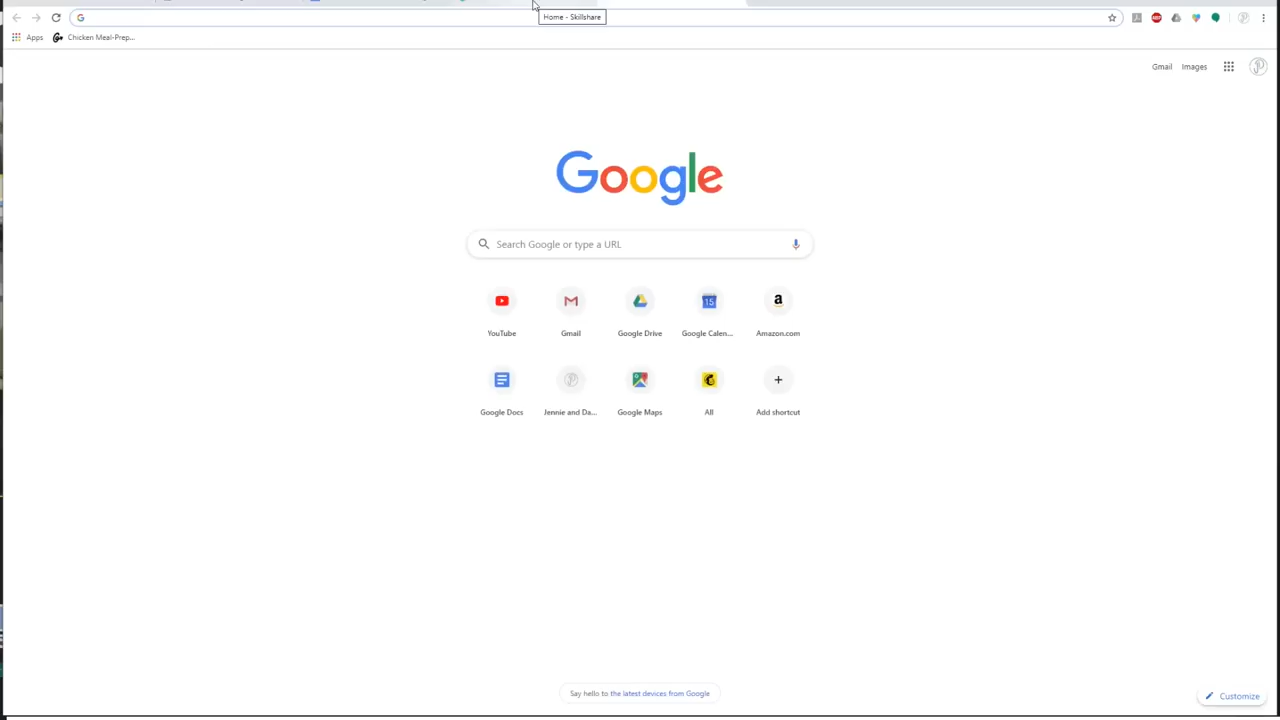 Home - Skillshare
Apps
Chicken Meal-Prep...
Gmail
Images
Google
Search Google or type a URL
YouTube
Gmail
Google Drive
15
Google Calen...
a
Amazon.com
Google Docs
Jennie and Da...
Google Maps
All
Add shortcut
Say hello to the latest devices from Google
Customize